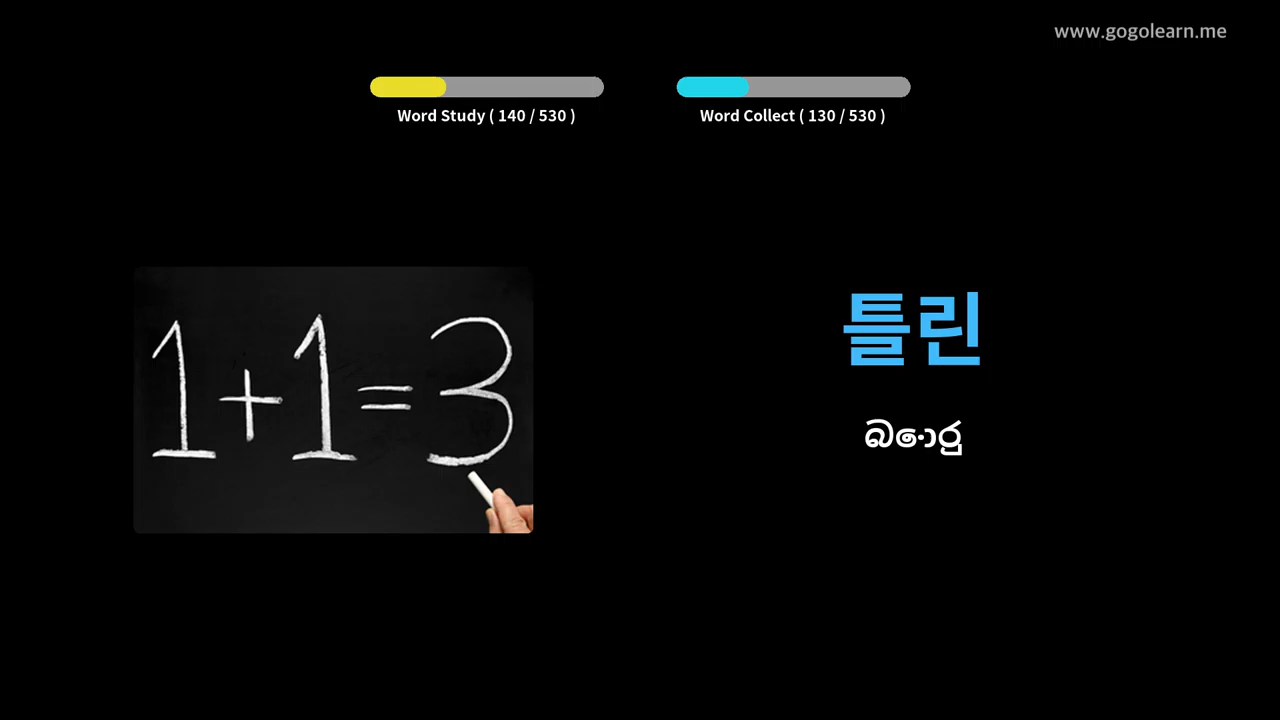 www.gogolearn.me
Word Study ( 140 / 530 )
Word Collect ( 130 / 530 )
1+1=3
틀린
බොරු